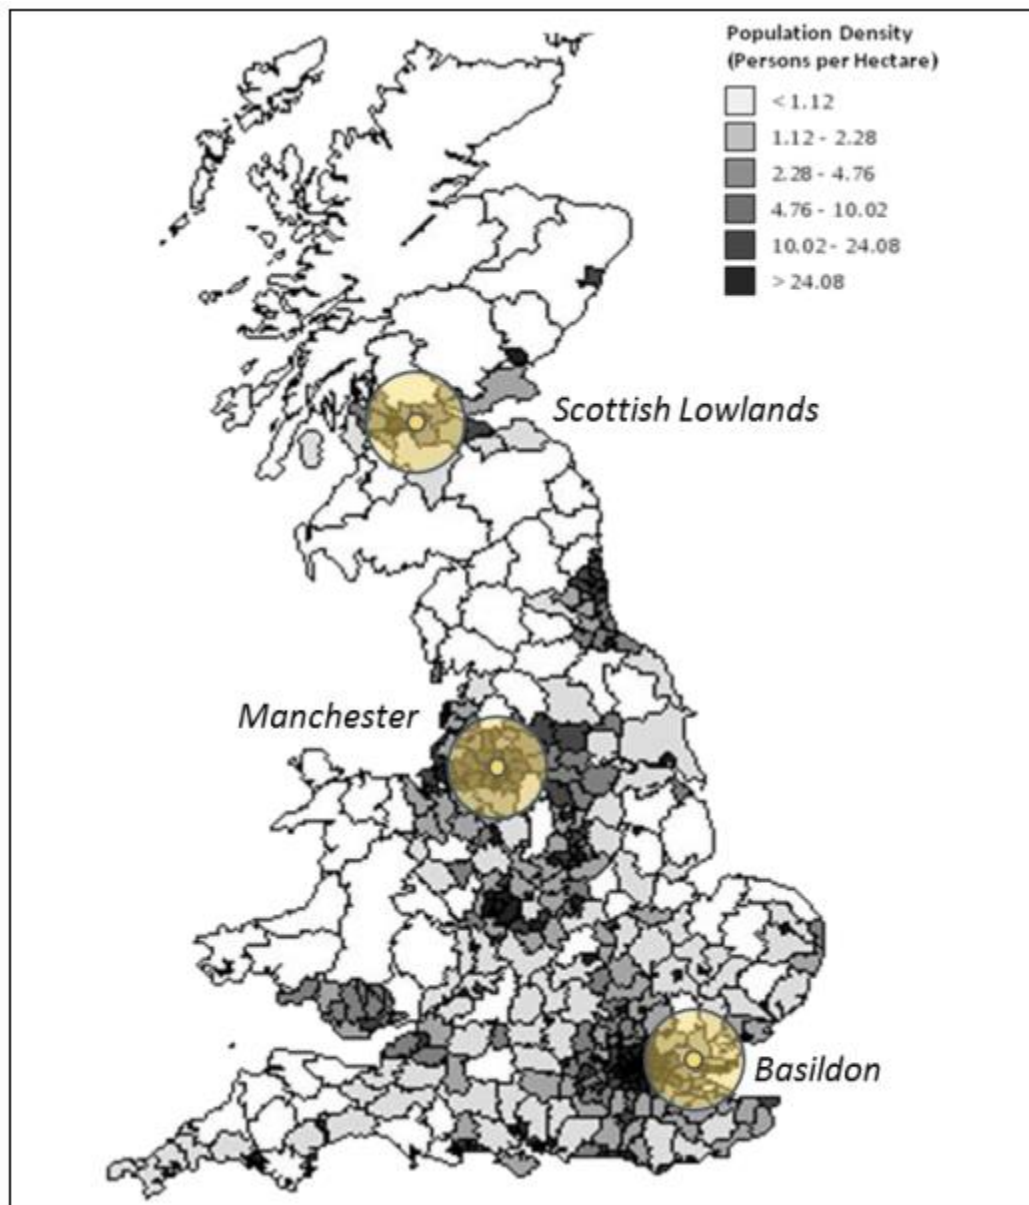 Population Density
(Persons per Hectare)
< 1.12
1.12 - 2.28
2.28 - 4.76
4.76 - 10.02
10.02 - 24.08
> 24.08
Scottish Lowlands
Manchester
Basildon